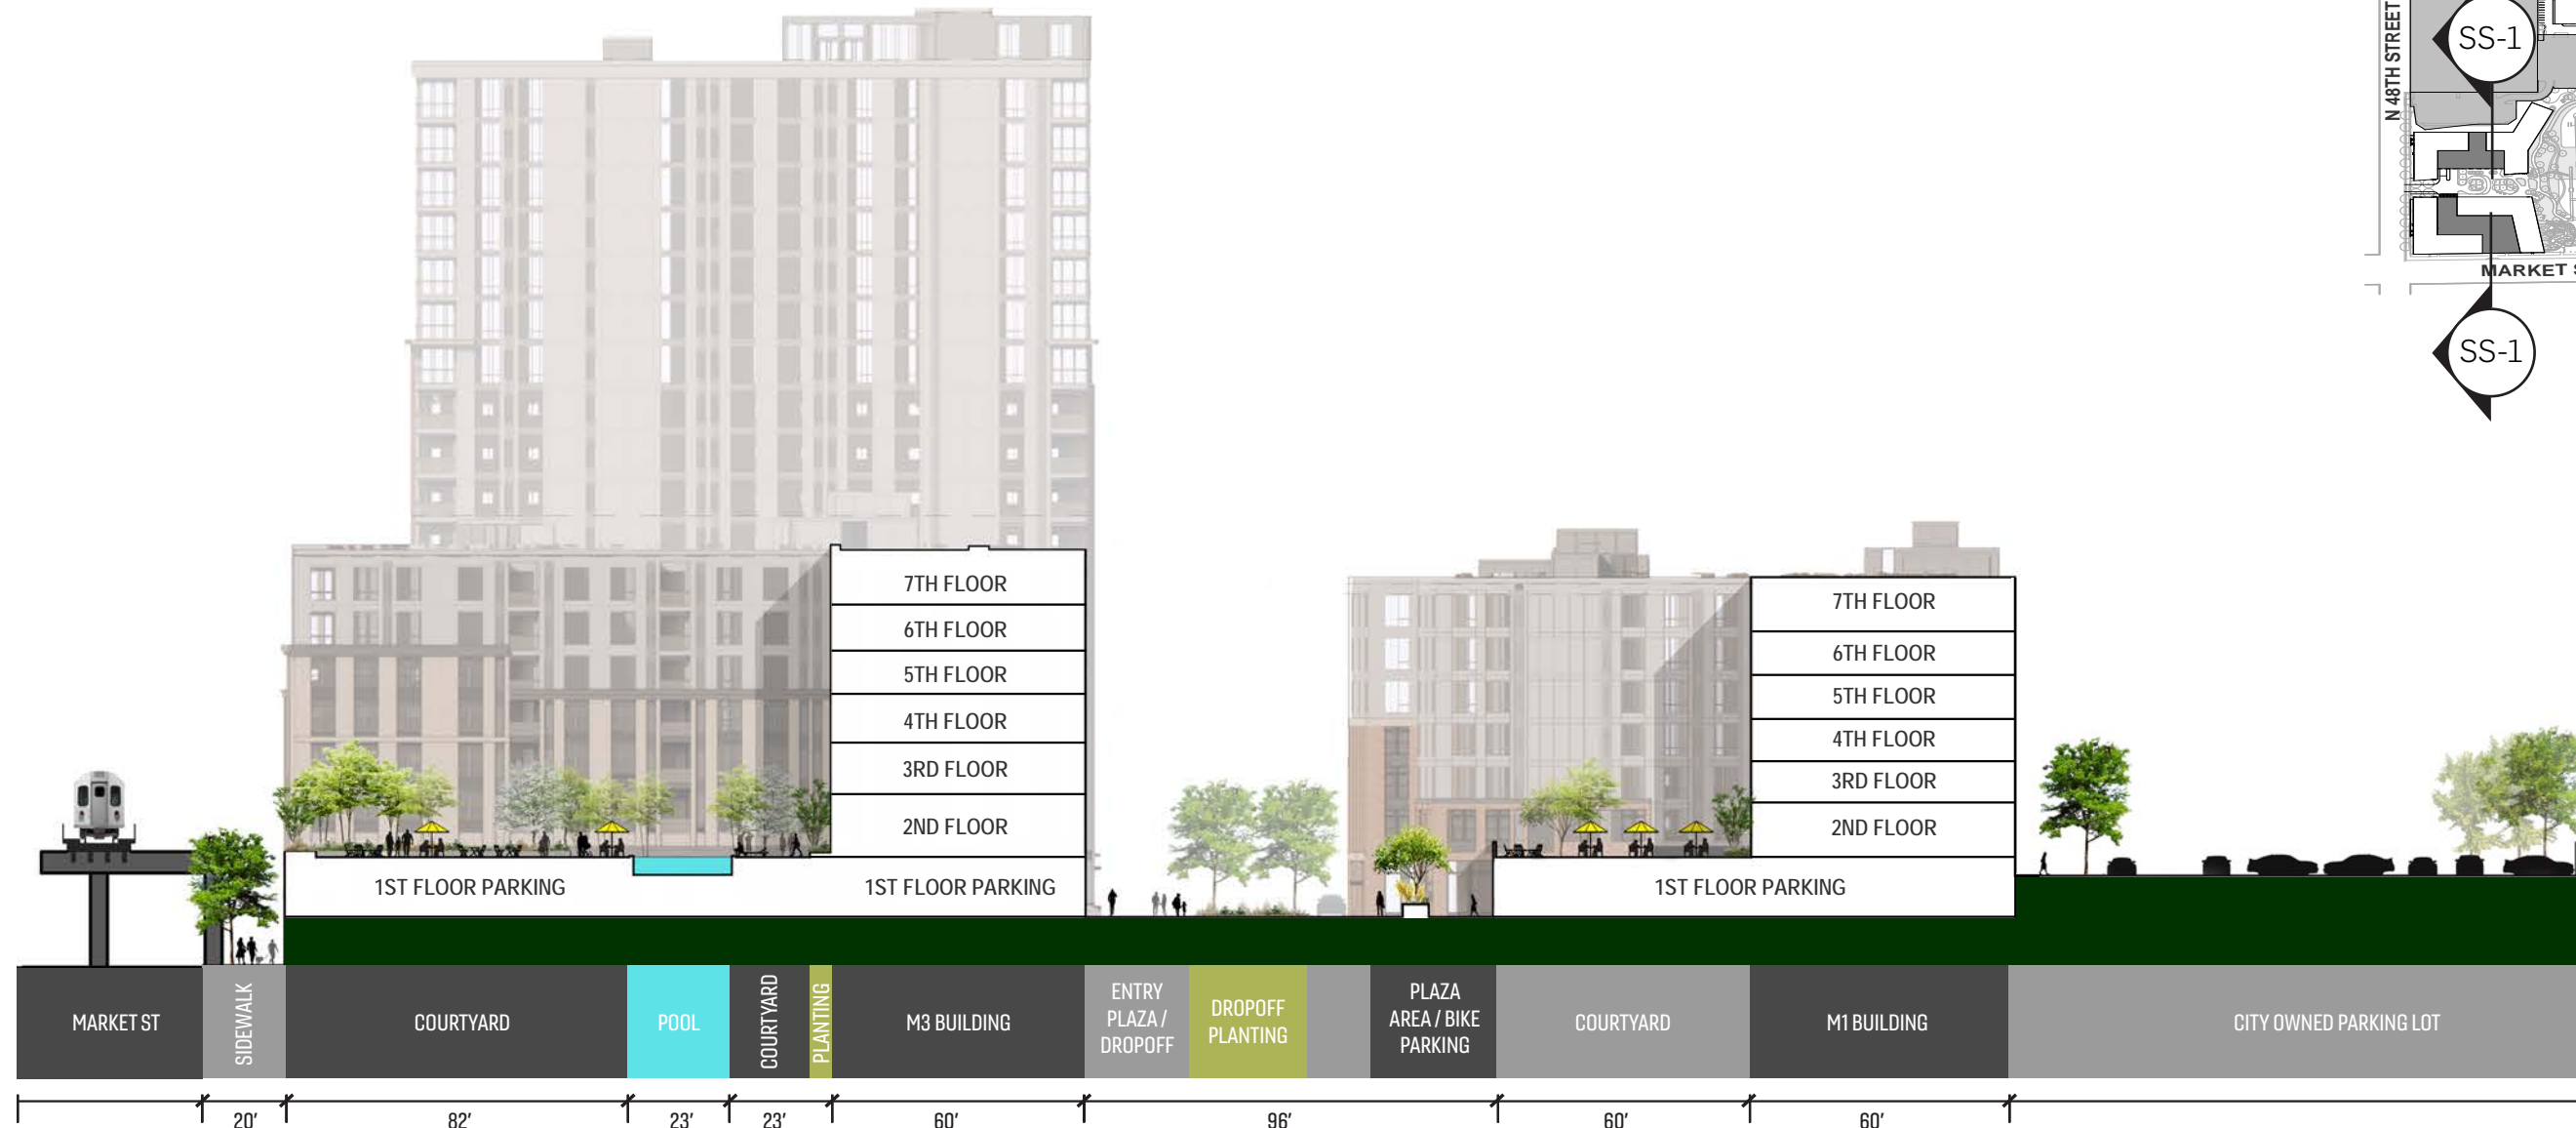 N 48TH STREET
SS-1
MARKET S
SS-1
7TH FLOOR
6TH FLOOR
5TH FLOOR
4TH FLOOR
3RD FLOOR
2ND FLOOR
1ST FLOOR PARKING
1ST FLOOR PARKING
7TH FLOOR
6TH FLOOR
5TH FLOOR
4TH FLOOR
3RD FLOOR
2ND FLOOR
1ST FLOOR PARKING
MARKET ST
SIDEWALK
COURTYARD
POOL
COURTYARD
PLANTING
M3 BUILDING
ENTRY
PLAZA /
DROPOFF
DROPOFF
PLANTING
PLAZA
AREA / BIKE
PARKING
COURTYARD
M1 BUILDING
CITY OWNED PARKING LOT
20'
82'
23'
23'
60'
96'
60'
60'